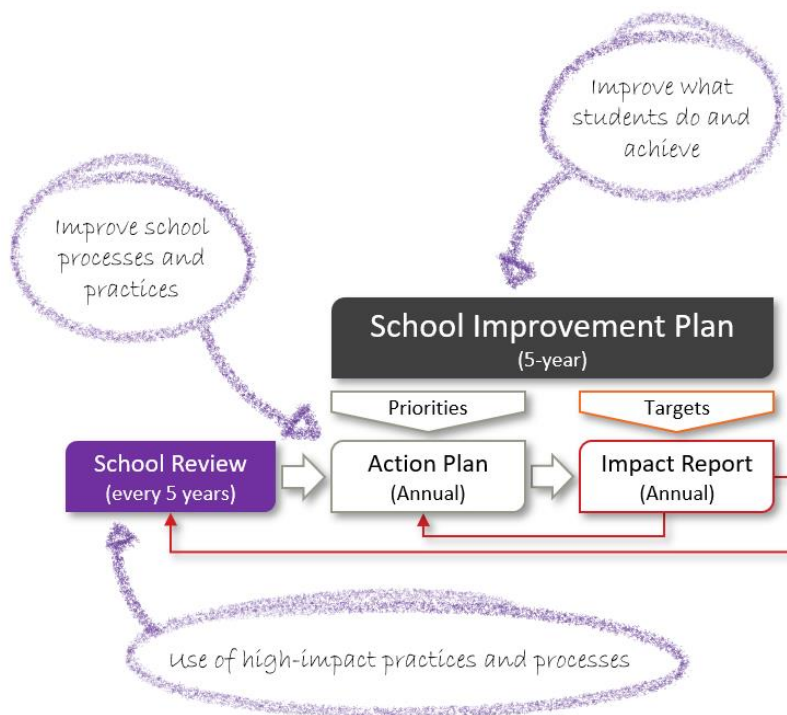 Improve what
students do and
achieve
Improve school
processes and
practices
School Improvement Plan
(5-year)
Priorities
Targets
School Review
(every 5 years)
Action Plan
(Annual)
Impact Report
(Annual)
Use of high-impact practices and processes